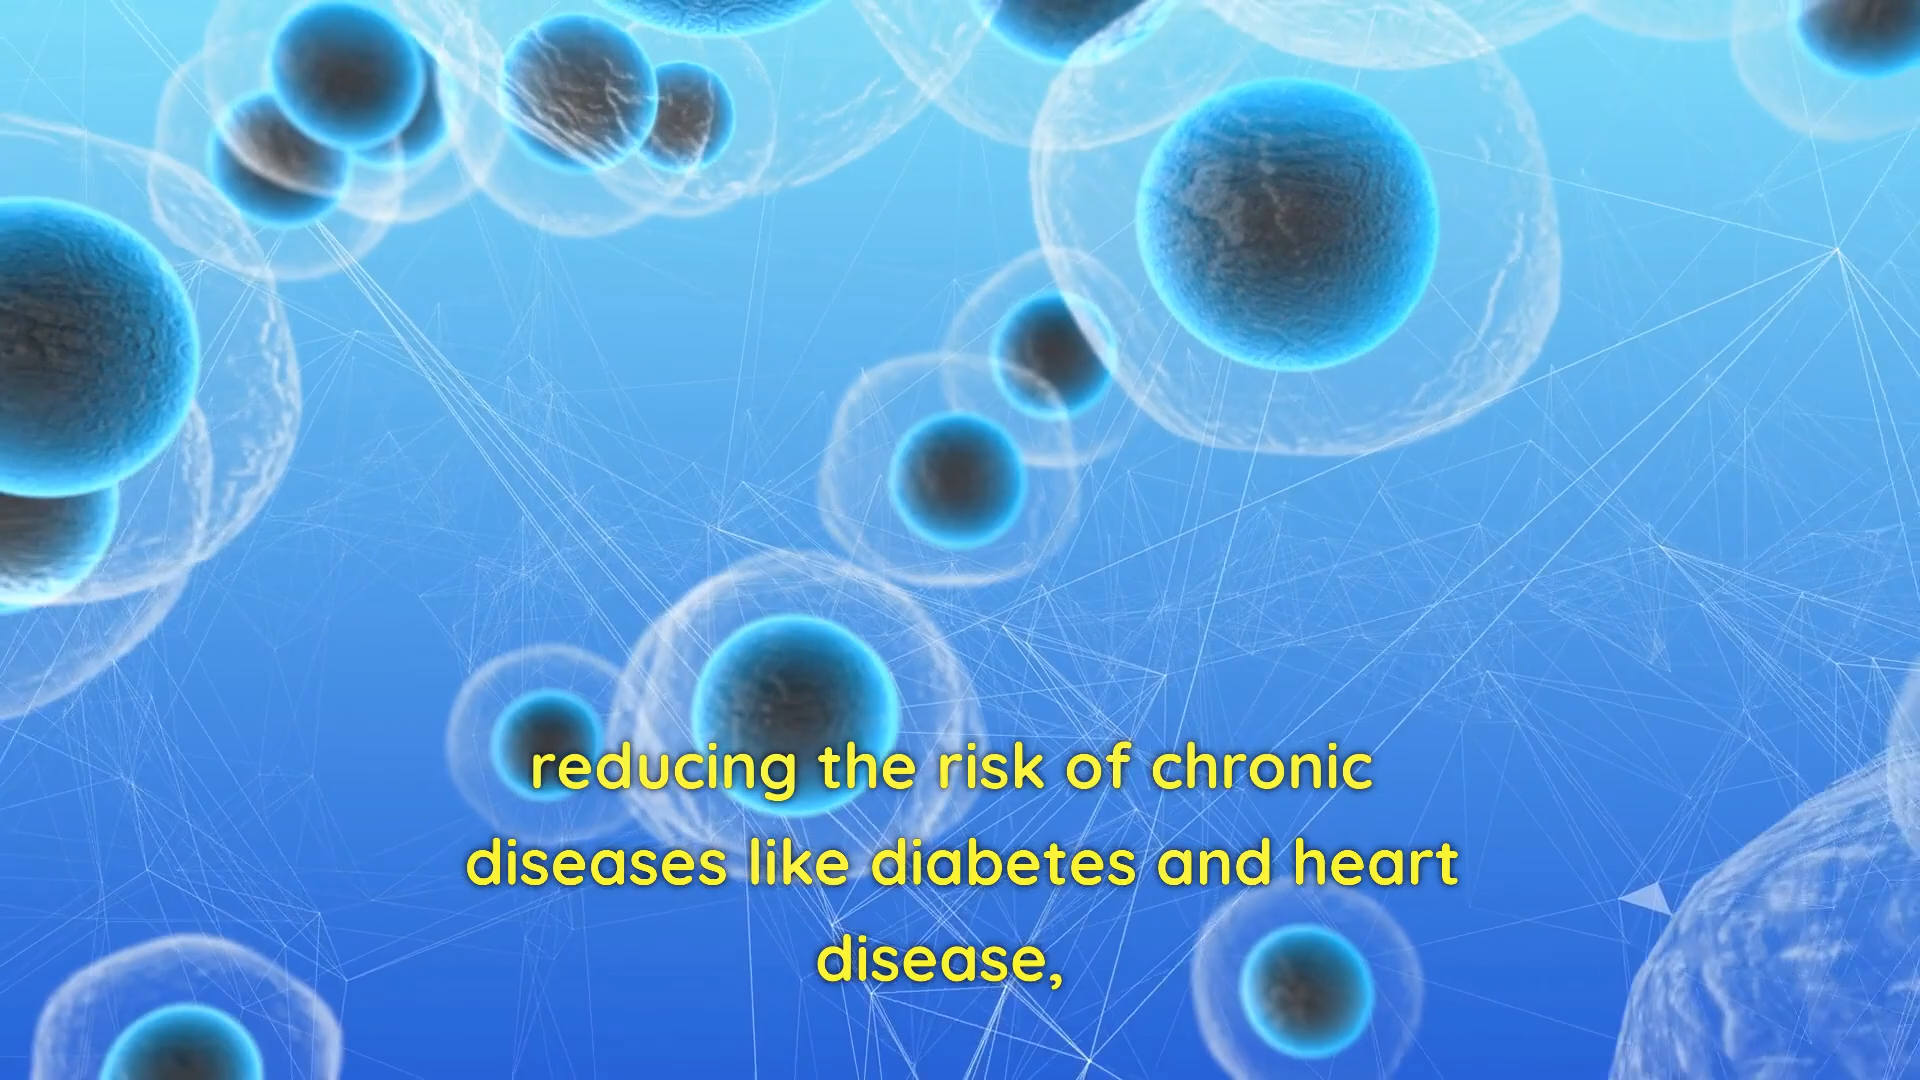 reducing the risk of chronic
diseases like diabetes and heart
disease,